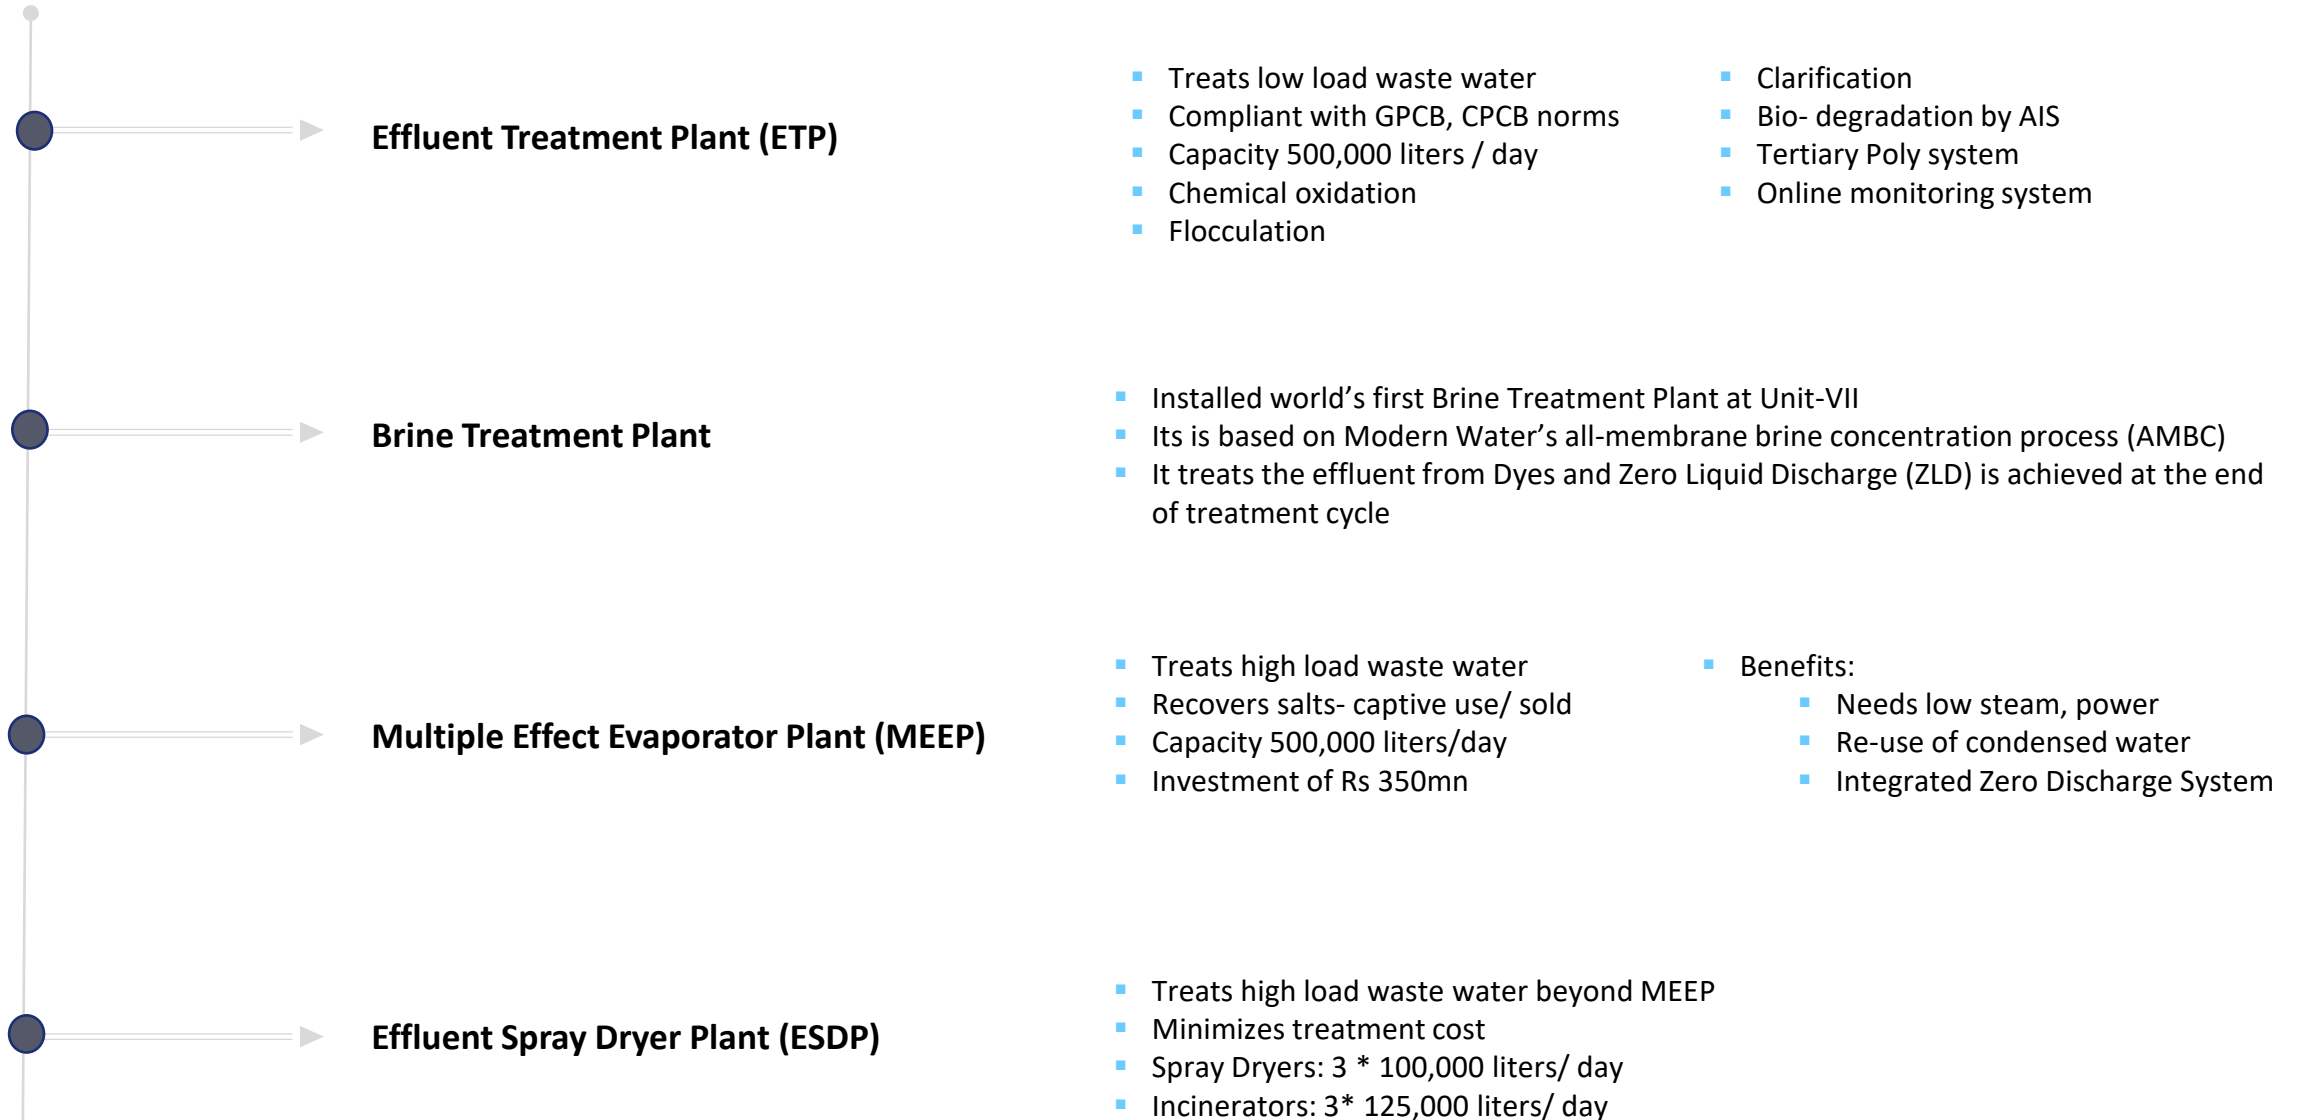 Effluent Treatment Plant (ETP)
Treats low load waste water
Compliant with GPCB, CPCB norms
Capacity 500,000 liters / day
Chemical oxidation
Flocculation
Clarification
Bio- degradation by AIS
Tertiary Poly system
Online monitoring system
Brine Treatment Plant
Installed world’s first Brine Treatment Plant at Unit-VII
Its is based on Modern Water’s all-membrane brine concentration process (AMBC)
It treats the effluent from Dyes and Zero Liquid Discharge (ZLD) is achieved at the end
of treatment cycle
Multiple Effect Evaporator Plant (MEEP)
Treats high load waste water
Recovers salts- captive use/ sold
Capacity 500,000 liters/day
Investment of Rs 350mn
Benefits:
Needs low steam, power
Re-use of condensed water
Integrated Zero Discharge System
Effluent Spray Dryer Plant (ESDP)
Treats high load waste water beyond MEEP
Minimizes treatment cost
Spray Dryers: 3 * 100,000 liters/ day
Incinerators: 3* 125,000 liters/ day